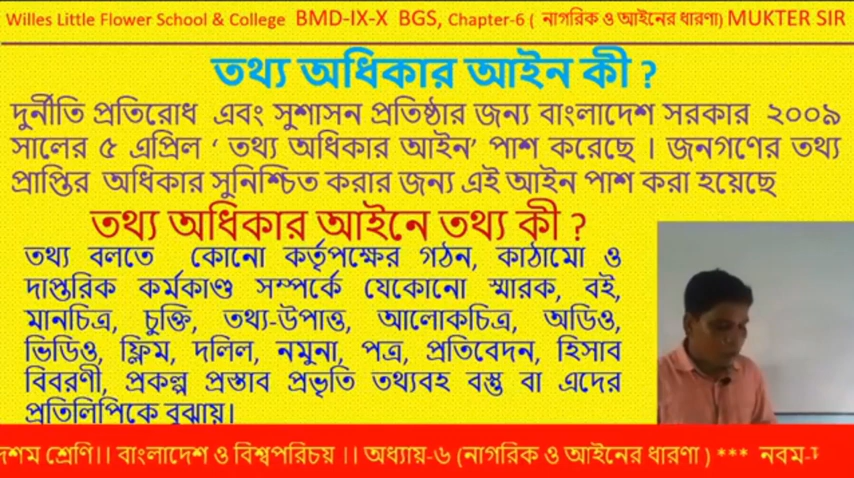 Willes Little Flower School & College BMD-IX-X BGS, Chapter-6 ( নাগরিক ও আইনের ধারণা) MUKTER SIR
তথ্য অধিকার আইন কী ?
দুর্নীতি প্রতিরোধ এবং সুশাসন প্রতিষ্ঠার জন্য বাংলাদেশ সরকার ২০০৯
সালের ৫ এপ্রিল ‘ তথ্য অধিকার আইন’ পাশ করেছে । জনগণের তথ্য
প্রাপ্তির অধিকার সুনিশ্চিত করার জন্য এই আইন পাশ করা হয়েছে
তথ্য অধিকার আইনে তথ্য কী ?
তথ্য বলতে কোনো কর্তৃপক্ষের গঠন, কাঠামো ও
দাপ্তরিক কর্মকাণ্ড সম্পর্কে যেকোনো স্মারক, বই,
মানচিত্র, চুক্তি, তথ্য-উপাত্ত, আলোকচিত্র, অডিও,
ভিডিও, ফ্লিম, দলিল, নমুনা, পত্র, প্রতিবেদন, হিসাব
বিবরণী, প্রকল্প প্রস্তাব প্রভৃতি তথ্যবহ বস্তু বা এদের
প্রতিলিপিকে বুঝায়।
দশম শ্রেণি।। বাংলাদেশ ও বিশ্বপরিচয় ।। অধ্যায়-৬ (নাগরিক ও আইনের ধারণা ) *** নবম-